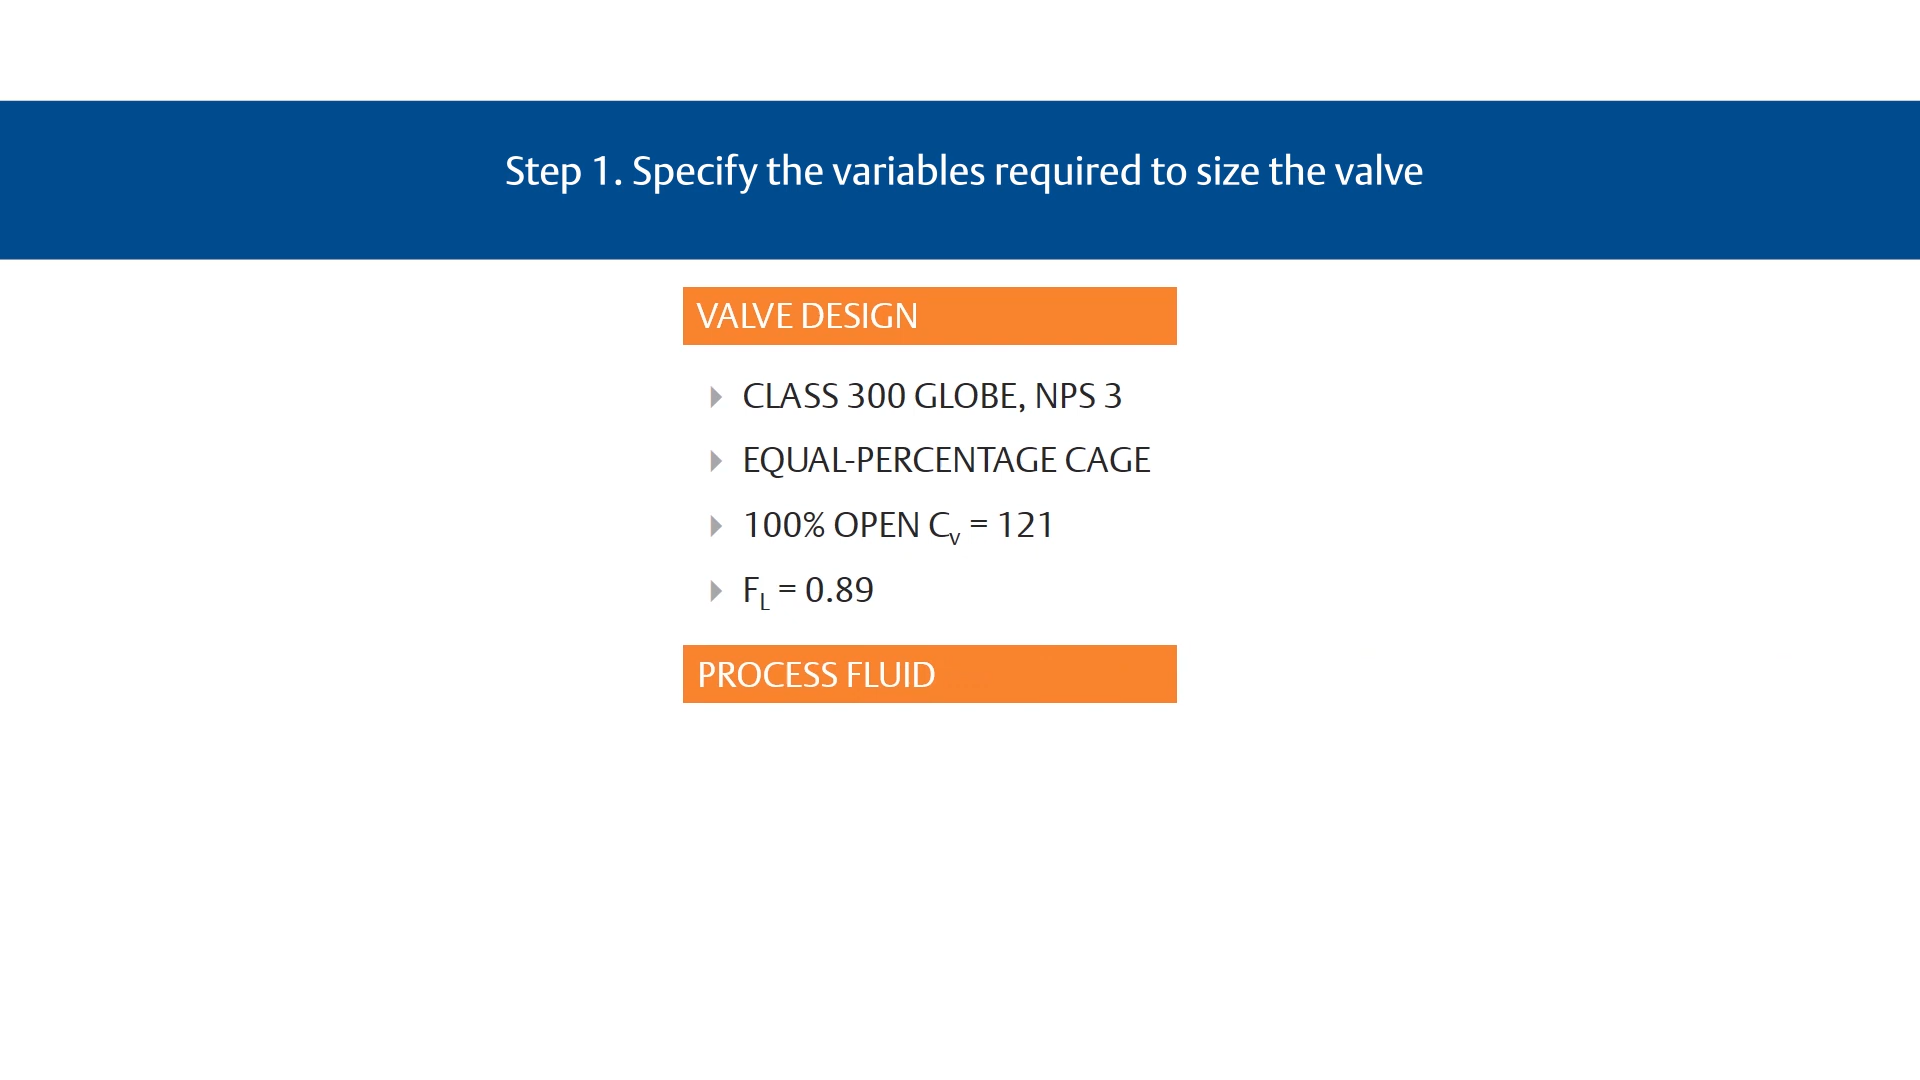 Step 1. Specify the variables required to size the valve
VALVE DESIGN
CLASS 300 GLOBE, NPS 3
EQUAL-PERCENTAGE CAGE
100% OPEN Cv = 121
FL = 0.89
PROCESS FLUID